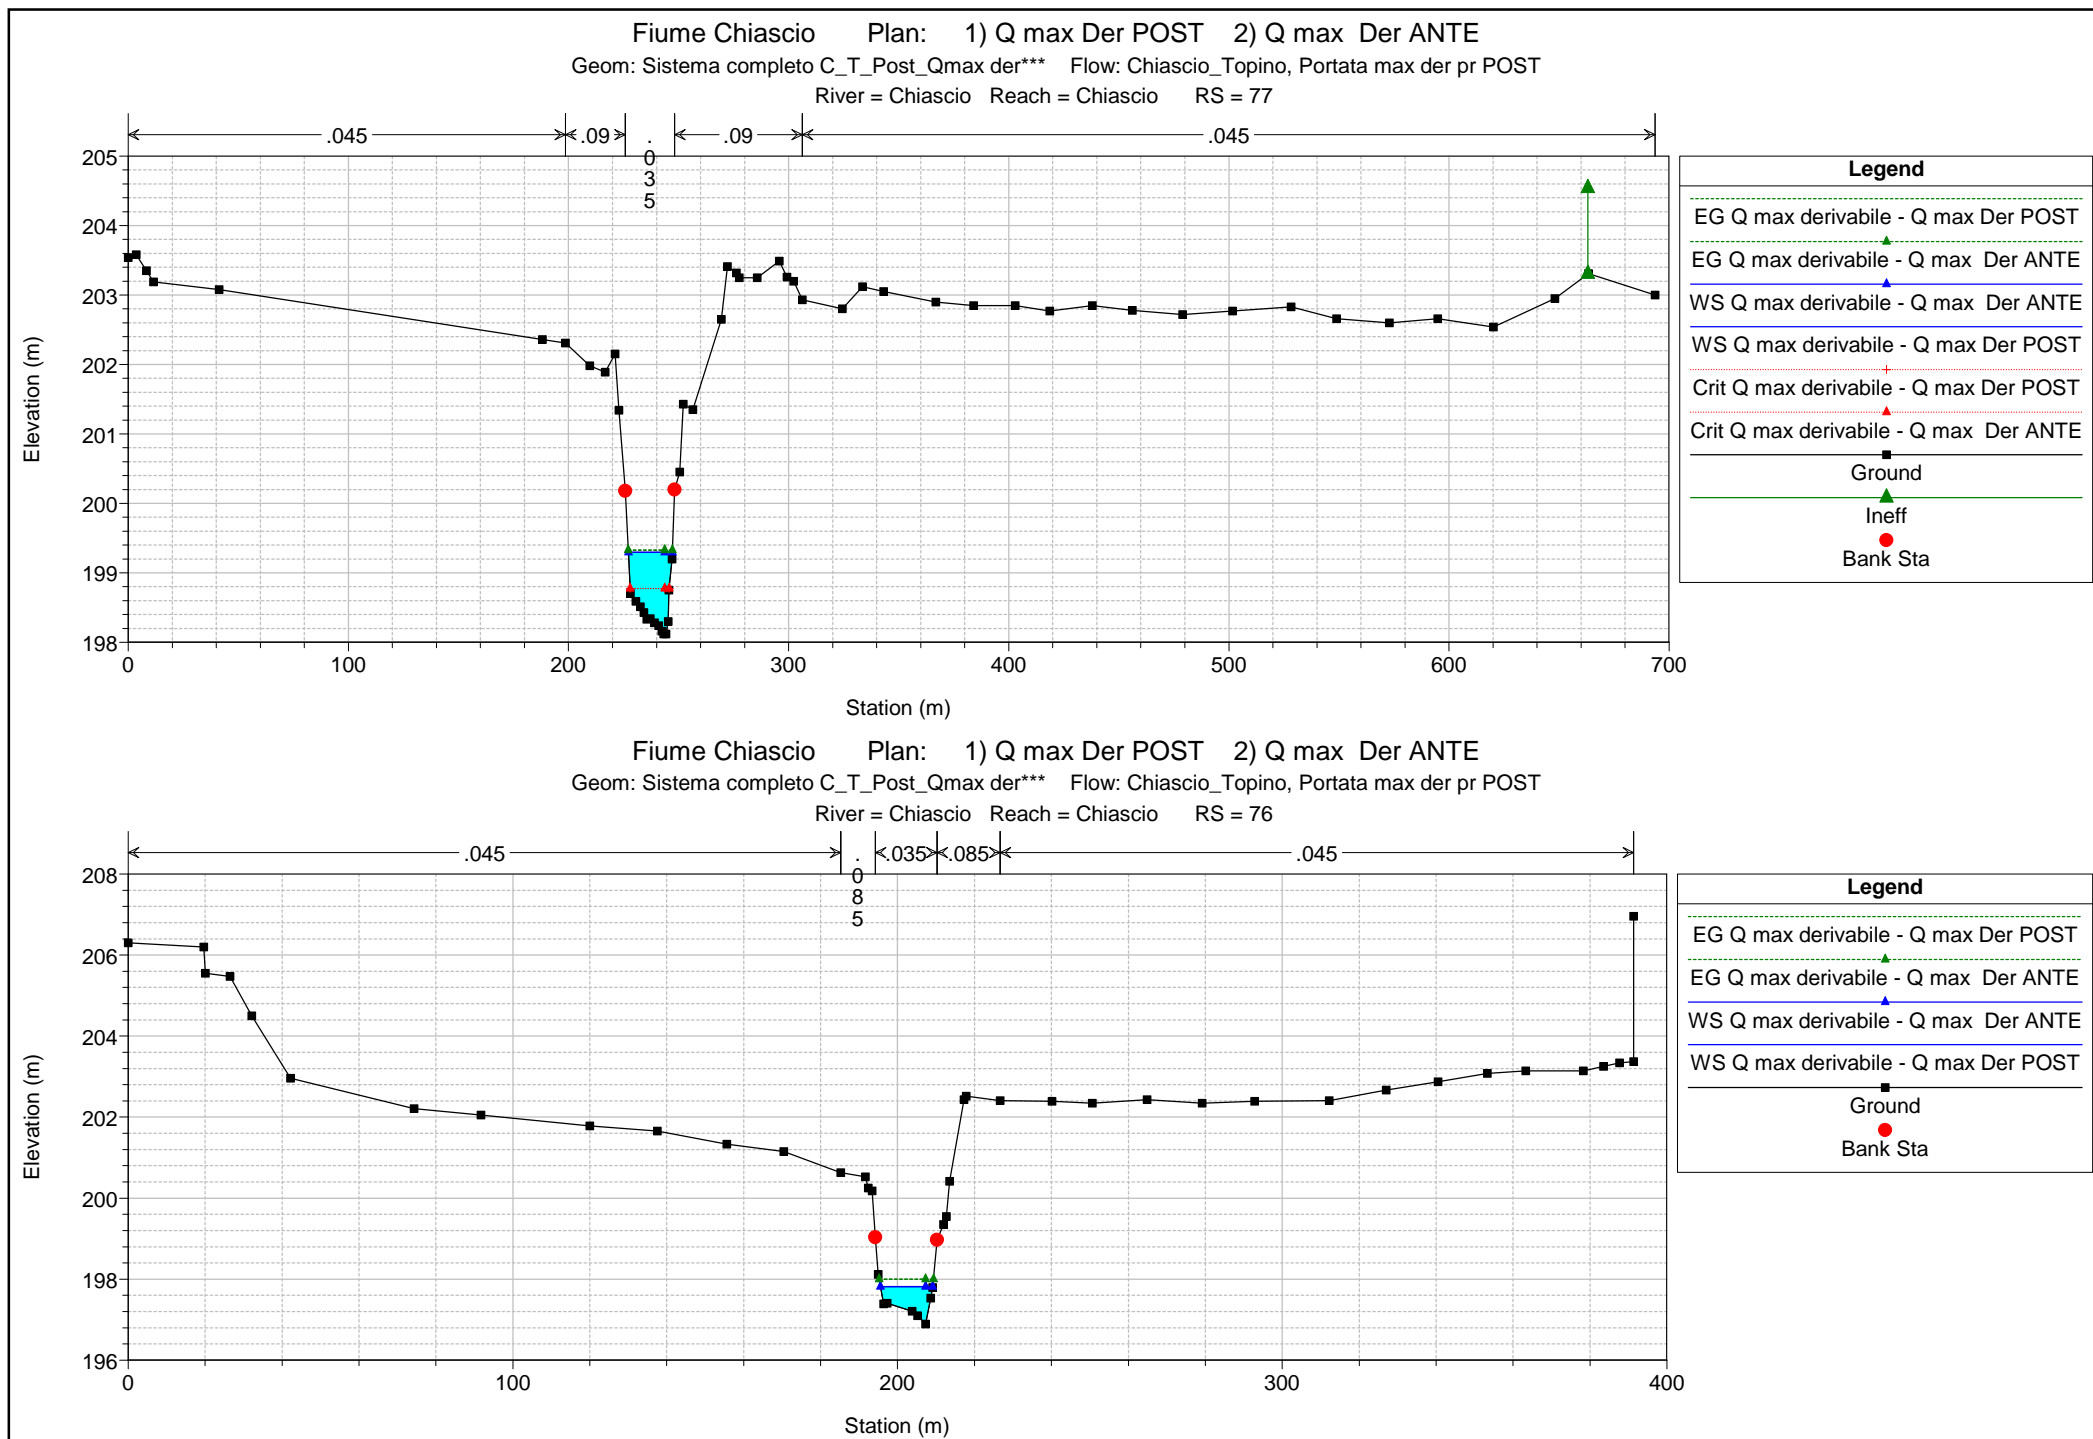 Fiume Chiascio Plan: 1) Q max Der POST 2) Q max Der ANTE
Geom: Sistema completo C_T_Post_Qmax der*** Flow: Chiascio_Topino, Portata max der pr POST
River = Chiascio Reach = Chiascio RS = 77
.045 .09 .035 .09 .045
205
204
203
202
201
200
199
198
Elevation (m)
0 100 200 300 400 500 600 700
Station (m)
Legend
EG Q max derivabile - Q max Der POST
EG Q max derivabile - Q max Der ANTE
WS Q max derivabile - Q max Der ANTE
WS Q max derivabile - Q max Der POST
Crit Q max derivabile - Q max Der POST
Crit Q max derivabile - Q max Der ANTE
Ground
Ineff
Bank Sta
Fiume Chiascio Plan: 1) Q max Der POST 2) Q max Der ANTE
Geom: Sistema completo C_T_Post_Qmax der*** Flow: Chiascio_Topino, Portata max der pr POST
River = Chiascio Reach = Chiascio RS = 76
.045 .085 .035 .085 .045
208
206
204
202
200
198
196
Elevation (m)
0 100 200 300 400
Station (m)
Legend
EG Q max derivabile - Q max Der POST
EG Q max derivabile - Q max Der ANTE
WS Q max derivabile - Q max Der ANTE
WS Q max derivabile - Q max Der POST
Ground
Bank Sta